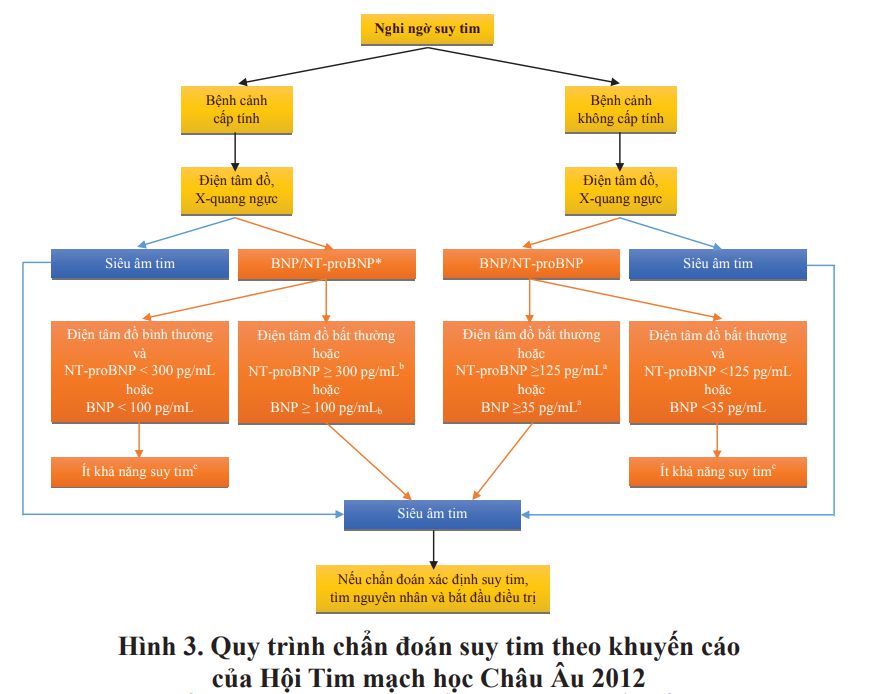 Nghi ngờ suy tim
Bệnh cảnh
cấp tính
Bệnh cảnh
không cấp tính
Điện tâm đồ,
X-quang ngực
Điện tâm đồ,
X-quang ngực
Siêu âm tim
BNP/NT-proBNP*
BNP/NT-proBNP
Siêu âm tim
Điện tâm đồ bình thường
và
NT-proBNP < 300 pg/mL
hoặc
BNP < 100 pg/mL
Điện tâm đồ bất thường
hoặc
NT-proBNP ≥ 300 pg/mLᵇ
hoặc
BNP ≥ 100 pg/mLb
Điện tâm đồ bất thường
hoặc
NT-proBNP ≥125 pg/mLᵃ
hoặc
BNP ≥35 pg/mLᵃ
Điện tâm đồ bất thường
và
NT-proBNP <125 pg/mL
hoặc
BNP <35 pg/mL
Ít khả năng suy timᶜ
Ít khả năng suy timᶜ
Siêu âm tim
Nếu chẩn đoán xác định suy tim,
tìm nguyên nhân và bắt đầu điều trị
Hình 3. Quy trình chẩn đoán suy tim theo khuyến cáo
của Hội Tim mạch học Châu Âu 2012